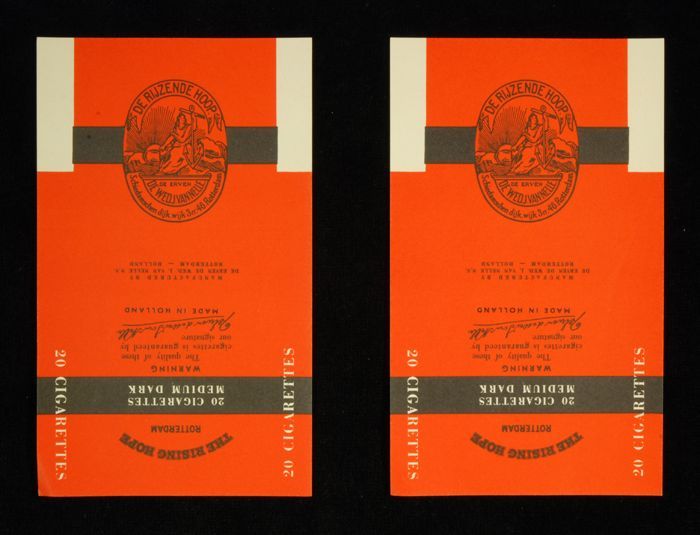 DE RIJZENDE HOOP
DE ERVEN
DE WED. J. VAN NELLE
Schiedamschen dijk, wijk 3 nº 46 Rotterdam
THE RISING HOPE
ROTTERDAM
20 CIGARETTES
MEDIUM DARK
WARNING
The quality of these
cigarettes is guaranteed by
our signature
MADE IN HOLLAND
MANUFACTURED BY
DE ERVEN DE WED. J. VAN NELLE N.V.
ROTTERDAM — HOLLAND
20 CIGARETTES
20 CIGARETTES
DE RIJZENDE HOOP
DE ERVEN
DE WED. J. VAN NELLE
Schiedamschen dijk, wijk 3 nº 46 Rotterdam
THE RISING HOPE
ROTTERDAM
20 CIGARETTES
MEDIUM DARK
WARNING
The quality of these
cigarettes is guaranteed by
our signature
MADE IN HOLLAND
MANUFACTURED BY
DE ERVEN DE WED. J. VAN NELLE N.V.
ROTTERDAM — HOLLAND
20 CIGARETTES
20 CIGARETTES